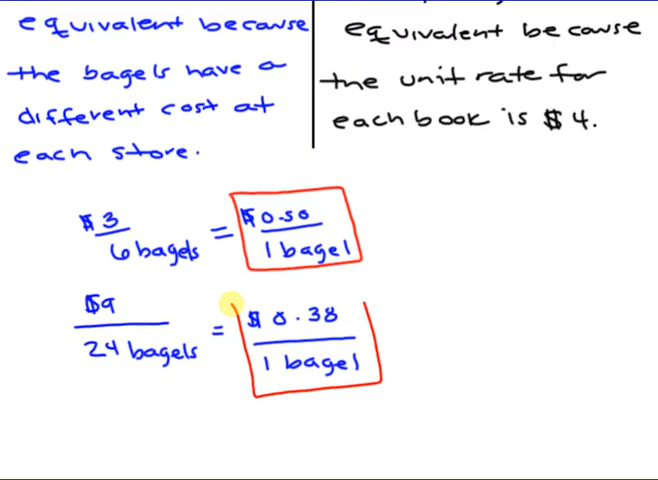 equivalent because
the bagels have a
different cost at
each store.
equivalent because
the unit rate for
each book is $4.
$3
6 bagels
=
$0.50
1 bagel
$9
24 bagels
=
$0.38
1 bagel